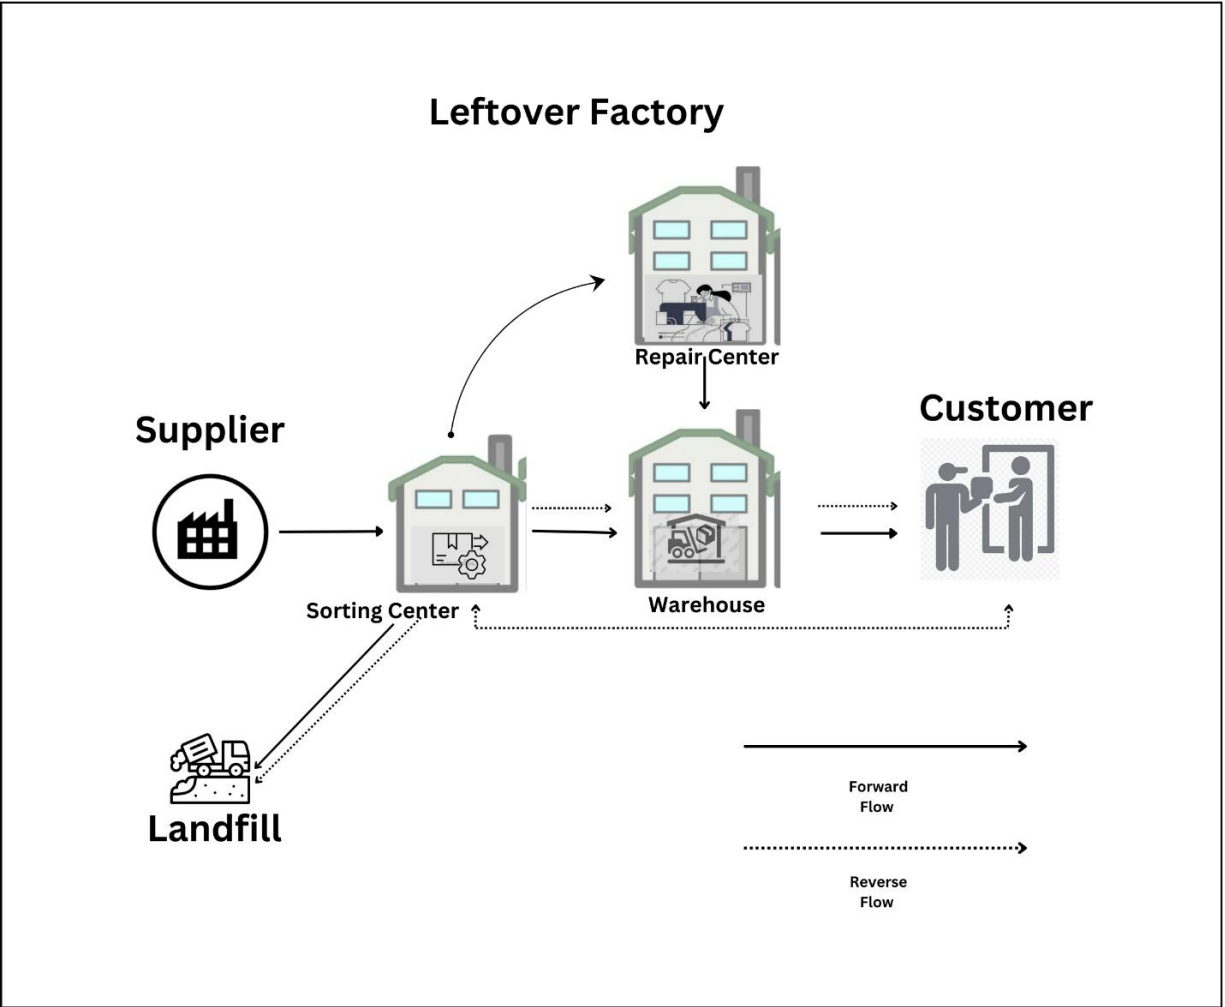 Leftover Factory
Repair Center
Supplier
Customer
Sorting Center
Warehouse
Landfill
Forward
Flow
Reverse
Flow